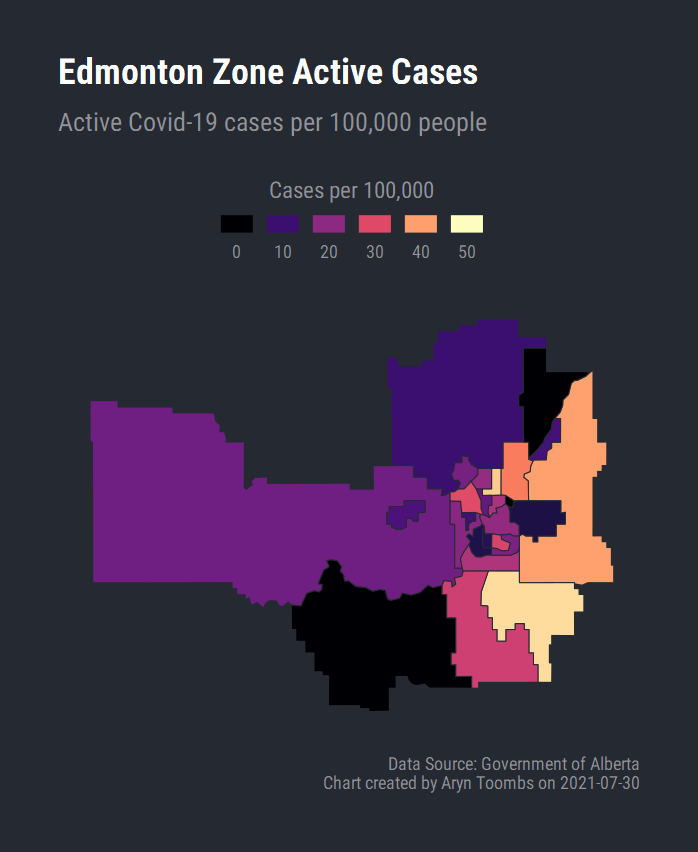 Edmonton Zone Active Cases
Active Covid-19 cases per 100,000 people
Cases per 100,000
0 10 20 30 40 50
Data Source: Government of Alberta
Chart created by Aryn Toombs on 2021-07-30